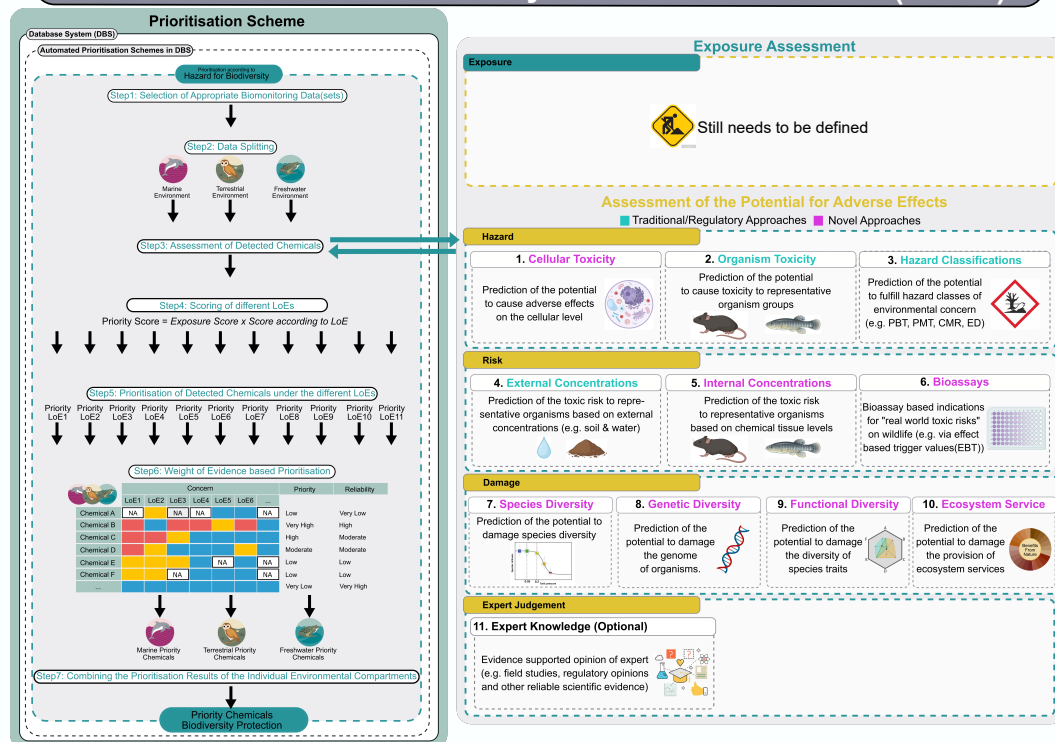 Prioritisation Scheme
Database System (DBS)
Automated Prioritisation Schemes in DBS
Prioritisation according to
Hazard for Biodiversity
Step1: Selection of Appropriate Biomonitoring Data(sets)
Step2: Data Splitting
Marine
Environment
Terrestrial
Environment
Freshwater
Environment
Step3: Assessment of Detected Chemicals
Step4: Scoring of different LoEs
Priority Score = Exposure Score x Score according to LoE
Step5: Prioritisation of Detected Chemicals under the different LoEs
Priority Priority Priority Priority Priority Priority Priority Priority Priority Priority Priority
LoE1 LoE2 LoE3 LoE4 LoE5 LoE6 LoE7 LoE8 LoE9 LoE10 LoE11
Step6: Weight of Evidence based Prioritisation
Concern Priority Reliability
LoE1 LoE2 LoE3 LoE4 LoE5 LoE6 ...
Chemical A NA NA NA NA Low Very Low
Chemical B Very High High
Chemical C High Moderate
Chemical D Moderate Moderate
Chemical E NA NA Low Low
Chemical F NA NA Low Low
... Very Low Very High
Marine Priority
Chemicals
Terrestrial Priority
Chemicals
Freshwater Priority
Chemicals
Step7: Combining the Prioritisation Results of the Individual Environmental Compartments
Priority Chemicals
Biodiversity Protection
Exposure Assessment
Exposure
Still needs to be defined
Assessment of the Potential for Adverse Effects
Traditional/Regulatory Approaches Novel Approaches
Hazard
1. Cellular Toxicity
Prediction of the potential
to cause adverse effects
on the cellular level
2. Organism Toxicity
Prediction of the potential
to cause toxicity to representative
organism groups
3. Hazard Classifications
Prediction of the potential
to fulfill hazard classes of
environmental concern
(e.g. PBT, PMT, CMR, ED)
Risk
4. External Concentrations
Prediction of the toxic risk to repre-
sentative organisms based on external
concentrations (e.g. soil & water)
5. Internal Concentrations
Prediction of the toxic risk
to representative organisms
based on chemical tissue levels
6. Bioassays
Bioassay based indications
for "real world toxic risks"
on wildlife (e.g. via effect
based trigger values(EBT))
Damage
7. Species Diversity
Prediction of the potential to
damage species diversity
8. Genetic Diversity
Prediction of the
potential to damage
the genome
of organisms.
9. Functional Diversity
Prediction of the
potential to damage
the diversity of
species traits
10. Ecosystem Service
Prediction of the
potential to damage
the provision of
ecosystem services
Benefits
From
Nature
Expert Judgement
11. Expert Knowledge (Optional)
Evidence supported opinion of expert
(e.g. field studies, regulatory opinions
and other reliable scientific evidence)